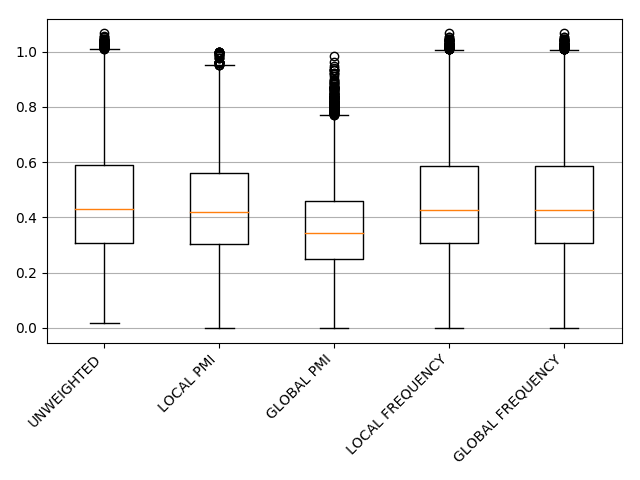 1.0
0.8
0.6
0.4
0.2
0.0
UNWEIGHTED
LOCAL PMI
GLOBAL PMI
LOCAL FREQUENCY
GLOBAL FREQUENCY